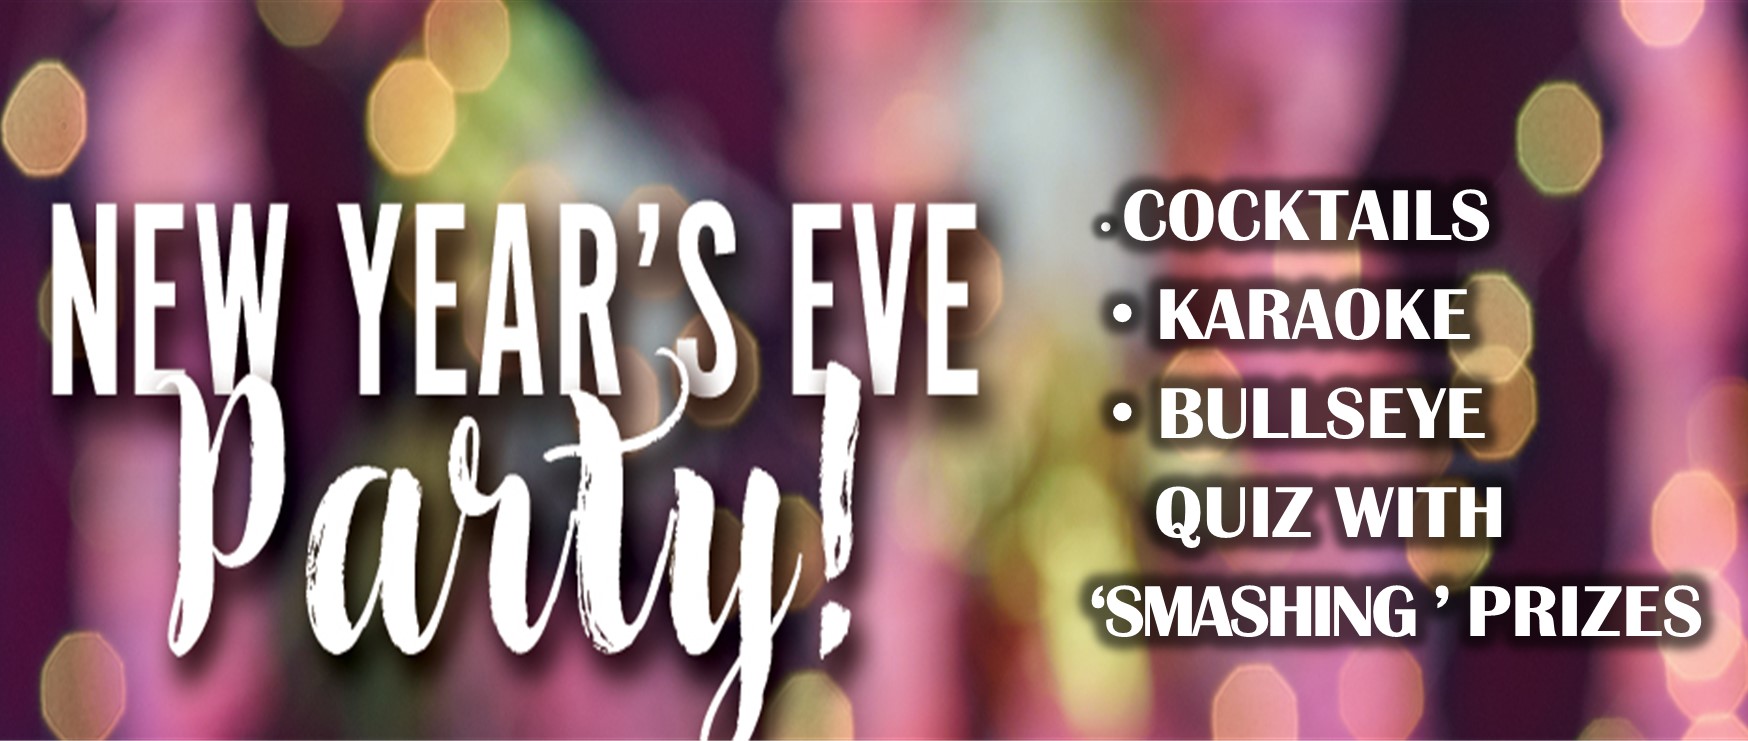 NEW YEAR'S EVE
Party!
· COCKTAILS
• KARAOKE
• BULLSEYE
QUIZ WITH
‘SMASHING ’ PRIZES